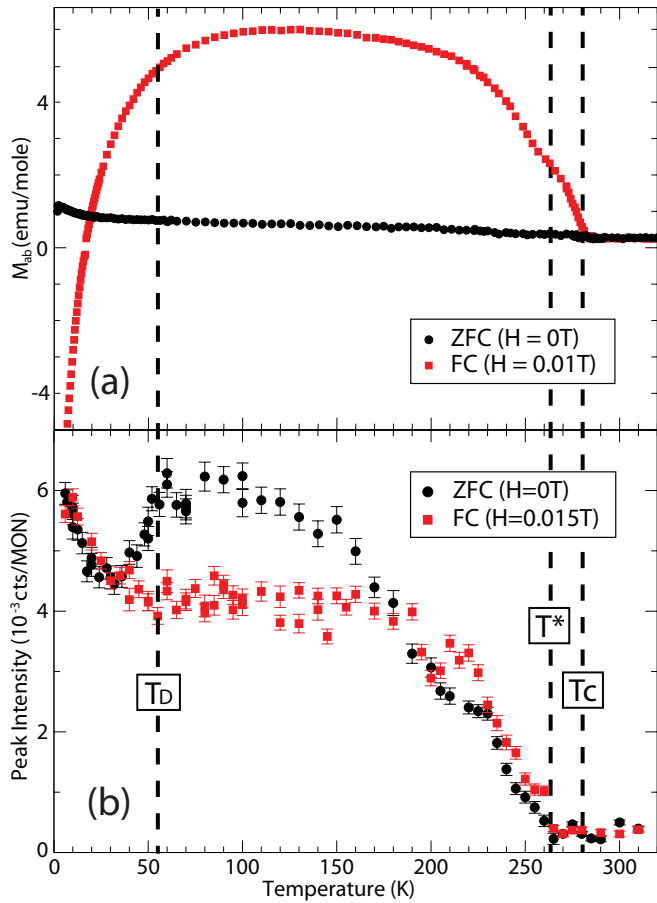 M_ab (emu/mole)
4
0
-4
(a)
ZFC (H = 0T)
FC (H = 0.01T)
Peak Intensity (10⁻³ cts/MON)
6
4
2
0
(b)
ZFC (H=0T)
FC (H=0.015T)
T*
TD
Tc
0 50 100 150 200 250 300
Temperature (K)